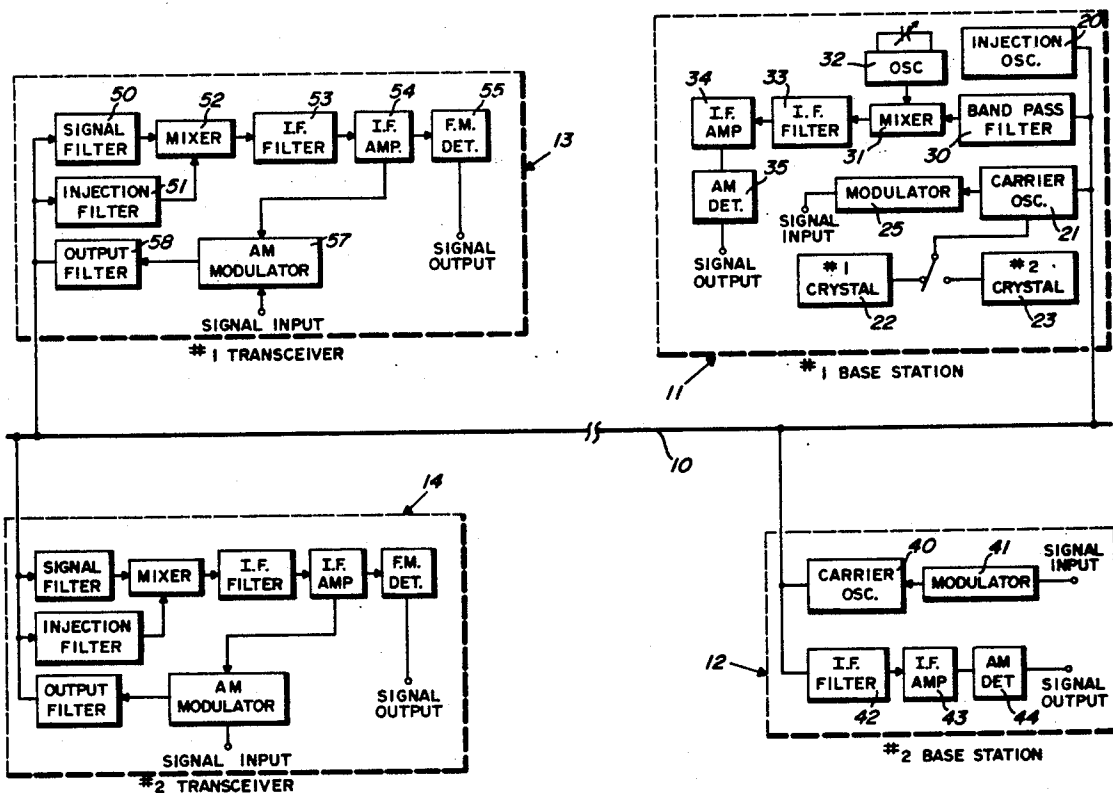 50
SIGNAL
FILTER
52
MIXER
53
I.F.
FILTER
54
I.F.
AMP.
55
F.M.
DET.
13
51
INJECTION
FILTER
58
OUTPUT
FILTER
57
AM
MODULATOR
SIGNAL
OUTPUT
SIGNAL INPUT
#1 TRANSCEIVER
20
INJECTION
OSC.
32
OSC
34
I.F.
AMP
33
I.F.
FILTER
MIXER
31
BAND PASS
FILTER
30
35
AM
DET.
MODULATOR
25
CARRIER
OSC.
21
SIGNAL
INPUT
SIGNAL
OUTPUT
#1
CRYSTAL
22
#2
CRYSTAL
23
11
#1 BASE STATION
10
14
SIGNAL
FILTER
MIXER
I.F.
FILTER
I.F.
AMP
F.M.
DET.
INJECTION
FILTER
OUTPUT
FILTER
AM
MODULATOR
SIGNAL
OUTPUT
SIGNAL INPUT
#2 TRANSCEIVER
40
CARRIER
OSC.
41
MODULATOR
SIGNAL
INPUT
12
I.F.
FILTER
42
I.F.
AMP
43
AM
DET
44
SIGNAL
OUTPUT
#2 BASE STATION